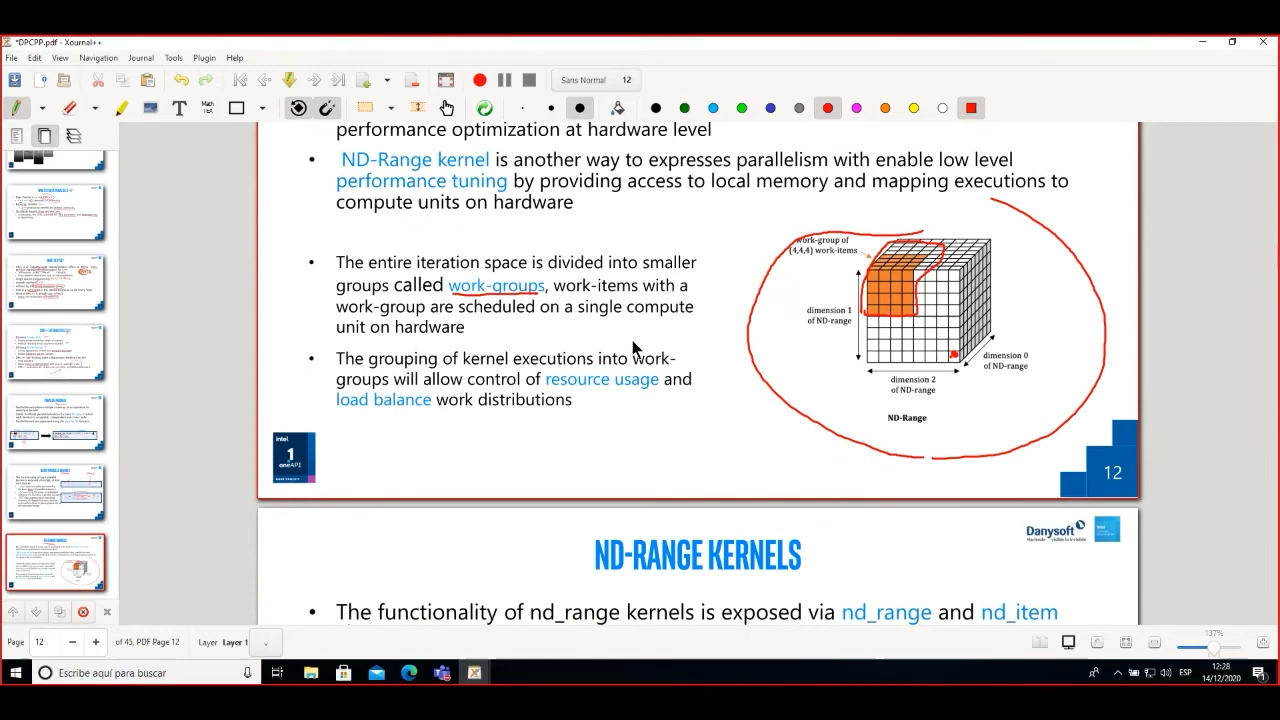 *DPCPP.pdf - Xournal++
File Edit View Navigation Journal Tools Plugin Help
Sans Normal 12
performance optimization at hardware level
• ND-Range kernel is another way to expresses parallelism with enable low level
performance tuning by providing access to local memory and mapping executions to
compute units on hardware
• The entire iteration space is divided into smaller
groups called work-groups, work-items with a
work-group are scheduled on a single compute
unit on hardware
• The grouping of kernel executions into work-
groups will allow control of resource usage and
load balance work distributions
work-group of
(4,4,4) work-items
dimension 1
of ND-range
dimension 0
of ND-range
dimension 2
of ND-range
ND-Range
intel
1
oneAPI
12
Danysoft
intel
ND-RANGE KERNELS
• The functionality of nd_range kernels is exposed via nd_range and nd_item
Page 12 of 45, PDF Page 12 Layer Layer 1
137%
Escribe aquí para buscar
ESP
12:28
14/12/2020